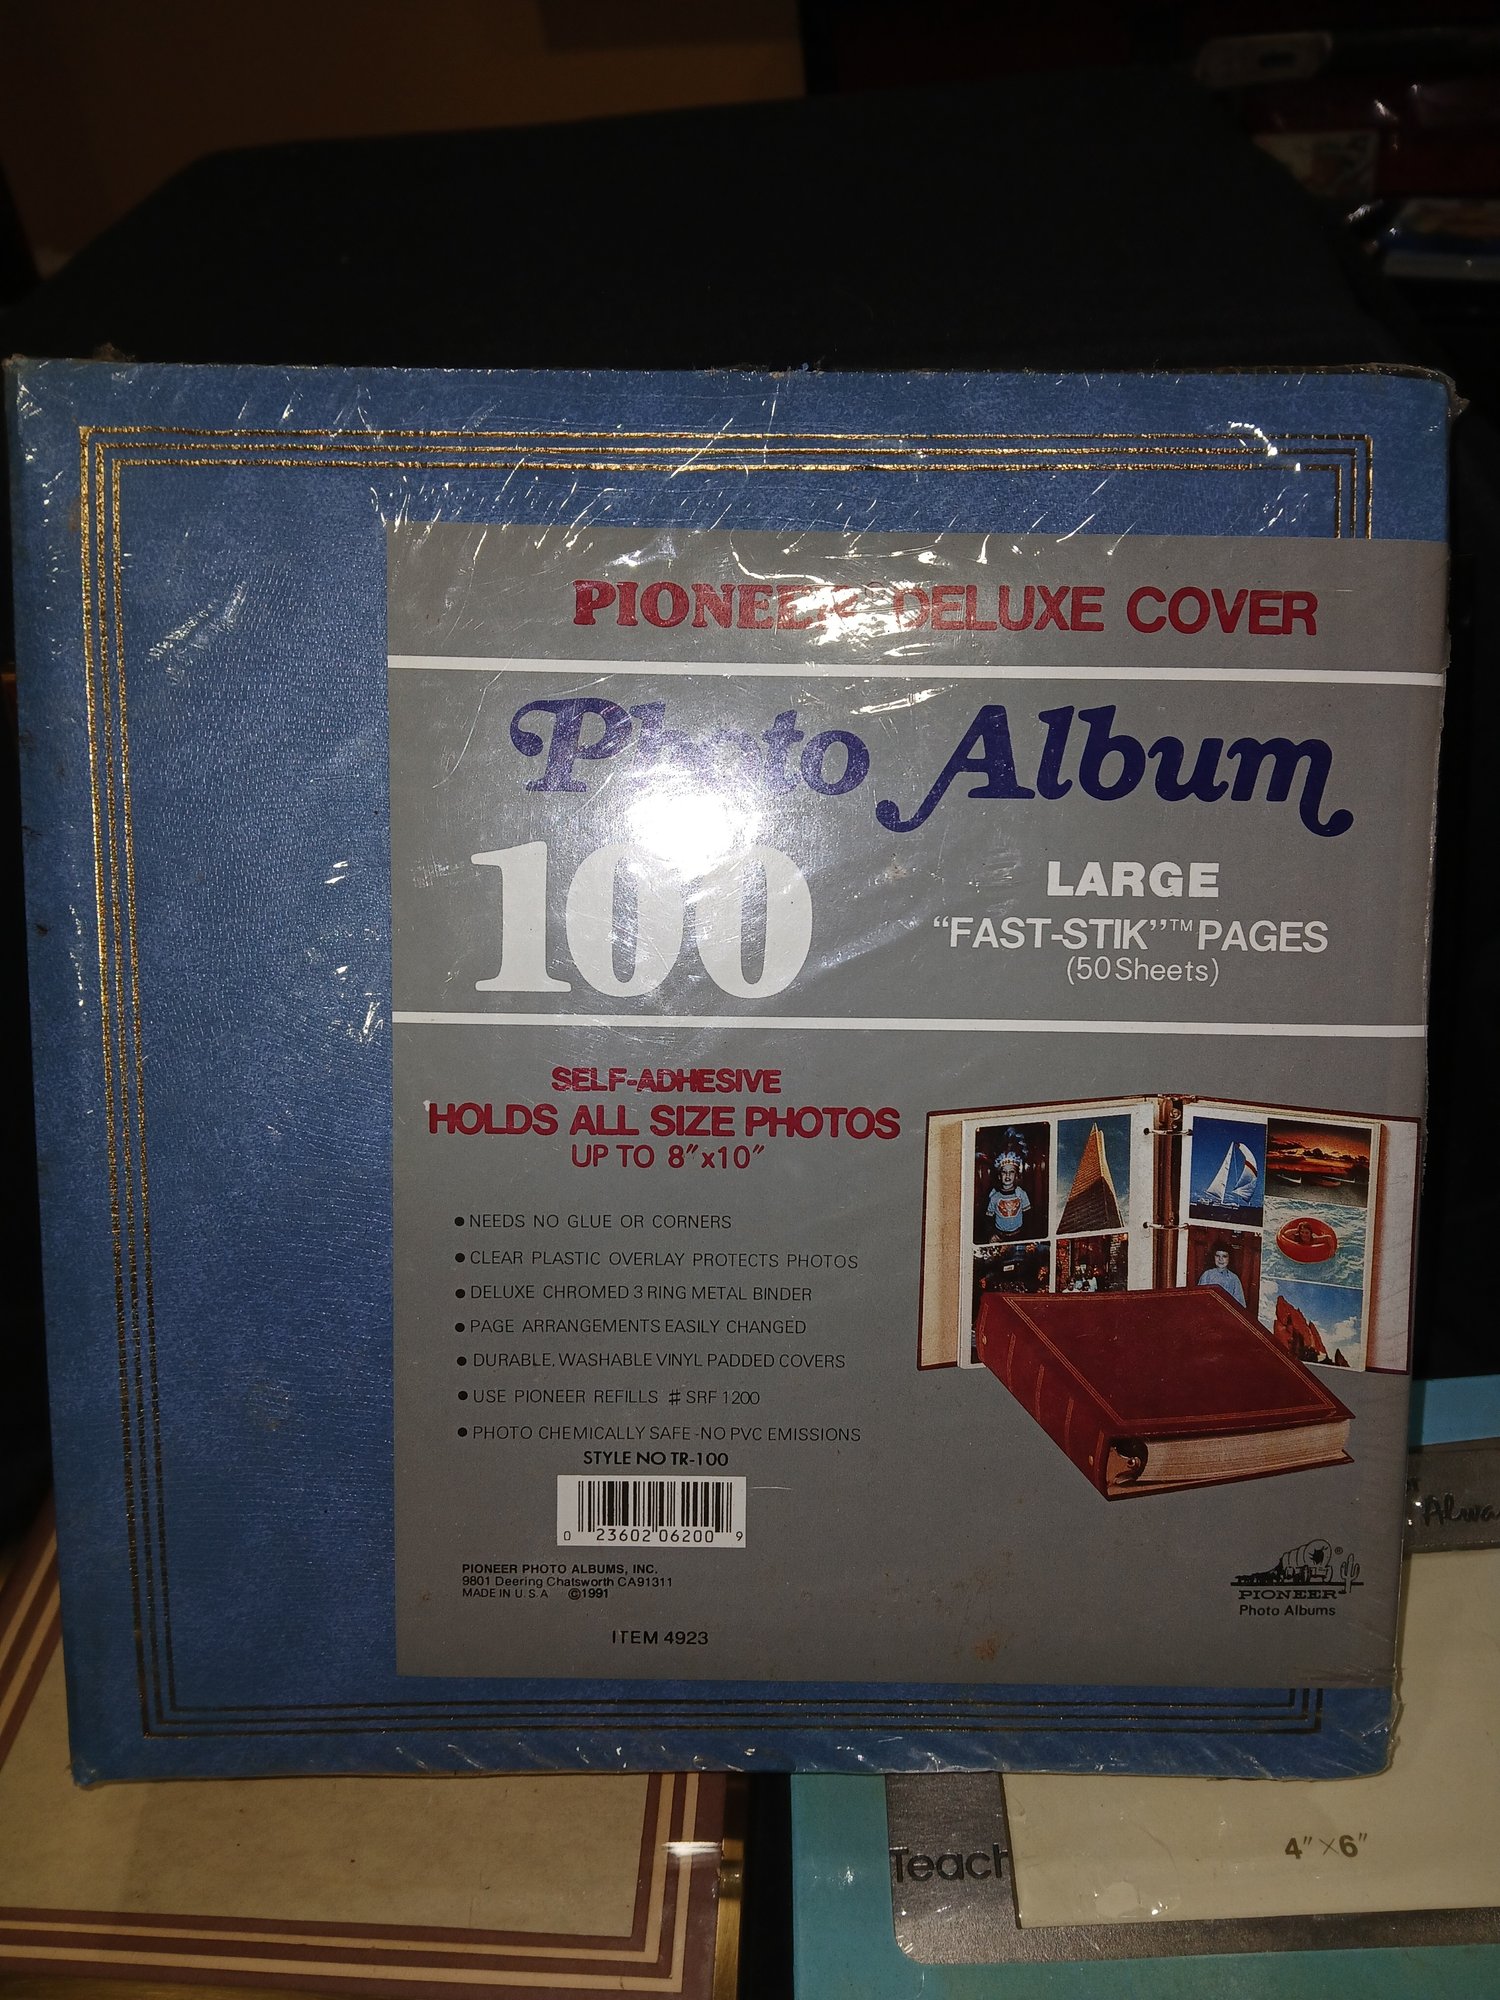 PIONEER® DELUXE COVER
Photo Album
100
LARGE
“FAST-STIK”™ PAGES
(50 Sheets)
SELF-ADHESIVE
HOLDS ALL SIZE PHOTOS
UP TO 8″x10″
● NEEDS NO GLUE OR CORNERS
● CLEAR PLASTIC OVERLAY PROTECTS PHOTOS
● DELUXE CHROMED 3 RING METAL BINDER
● PAGE ARRANGEMENTS EASILY CHANGED
● DURABLE, WASHABLE VINYL PADDED COVERS
● USE PIONEER REFILLS # SRF 1200
● PHOTO CHEMICALLY SAFE-NO PVC EMISSIONS
STYLE NO TR-100
0 23602 06200 9
PIONEER PHOTO ALBUMS, INC.
9801 Deering Chatsworth CA91311
MADE IN U.S.A ©1991
ITEM 4923
®
PIONEER
Photo Albums
Teach
4″×6″